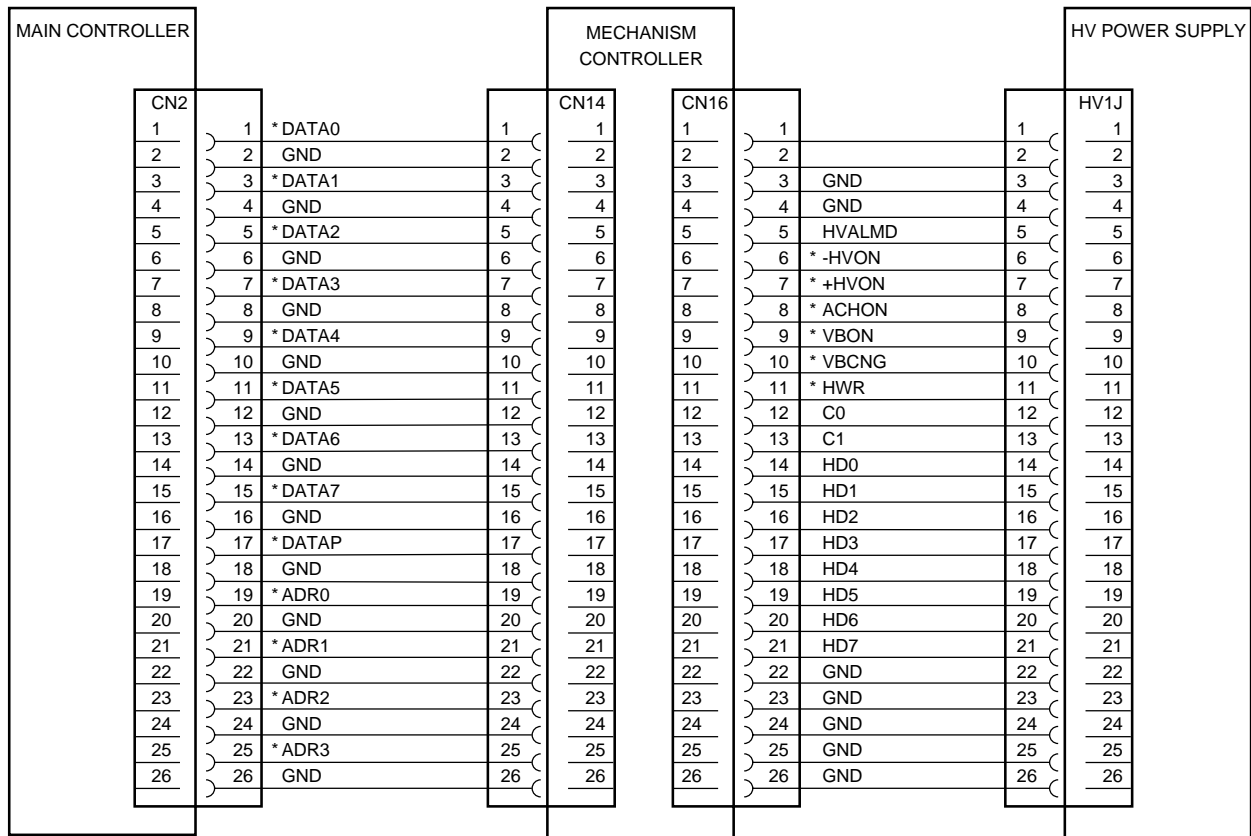 MAIN CONTROLLER MECHANISM HV POWER SUPPLY
CONTROLLER
CN2 CN14 CN16 HV1J
1 1 *DATA0 1 1 1 1 1 1
2 2 GND 2 2 2 2 2 2
3 3 *DATA1 3 3 3 3 GND 3 3
4 4 GND 4 4 4 4 GND 4 4
5 5 *DATA2 5 5 5 5 HVALMD 5 5
6 6 GND 6 6 6 6 * -HVON 6 6
7 7 *DATA3 7 7 7 7 * +HVON 7 7
8 8 GND 8 8 8 8 * ACHON 8 8
9 9 *DATA4 9 9 9 9 * VBON 9 9
10 10 GND 10 10 10 10 * VBCNG 10 10
11 11 *DATA5 11 11 11 11 * HWR 11 11
12 12 GND 12 12 12 12 C0 12 12
13 13 *DATA6 13 13 13 13 C1 13 13
14 14 GND 14 14 14 14 HD0 14 14
15 15 *DATA7 15 15 15 15 HD1 15 15
16 16 GND 16 16 16 16 HD2 16 16
17 17 *DATAP 17 17 17 17 HD3 17 17
18 18 GND 18 18 18 18 HD4 18 18
19 19 *ADR0 19 19 19 19 HD5 19 19
20 20 GND 20 20 20 20 HD6 20 20
21 21 *ADR1 21 21 21 21 HD7 21 21
22 22 GND 22 22 22 22 GND 22 22
23 23 *ADR2 23 23 23 23 GND 23 23
24 24 GND 24 24 24 24 GND 24 24
25 25 *ADR3 25 25 25 25 GND 25 25
26 26 GND 26 26 26 26 GND 26 26